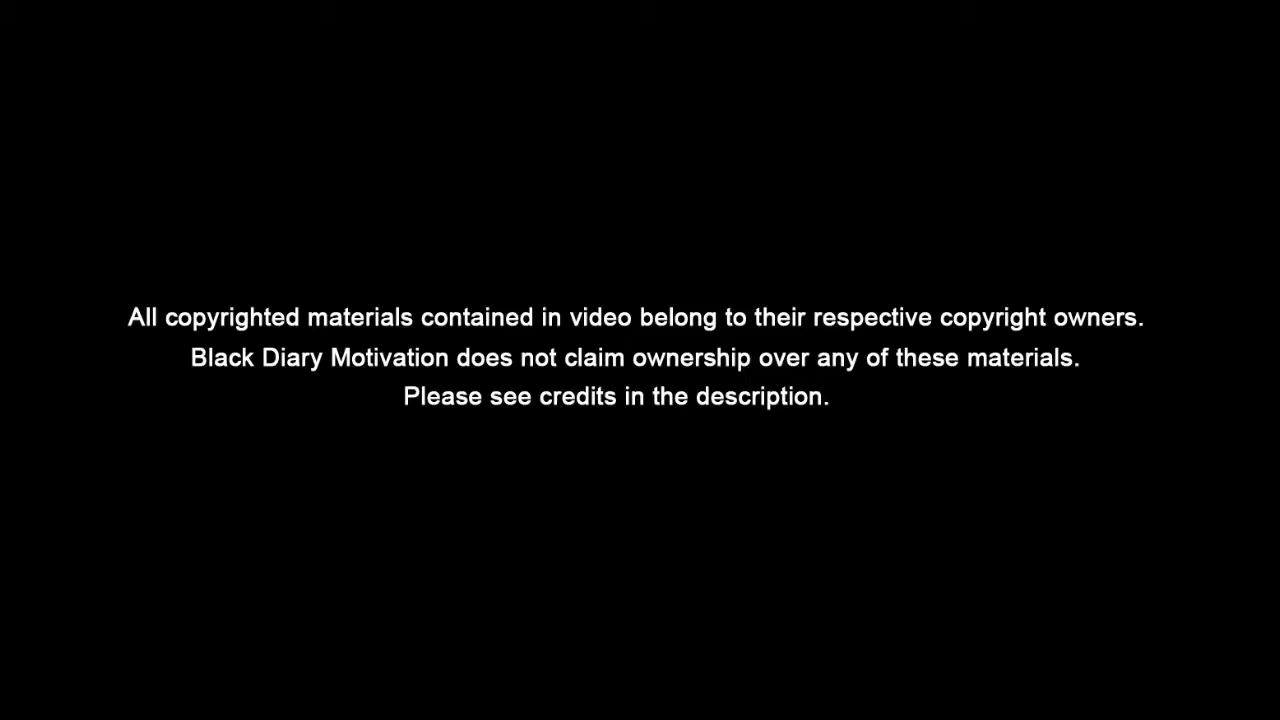 All copyrighted materials contained in video belong to their respective copyright owners.
Black Diary Motivation does not claim ownership over any of these materials.
Please see credits in the description.